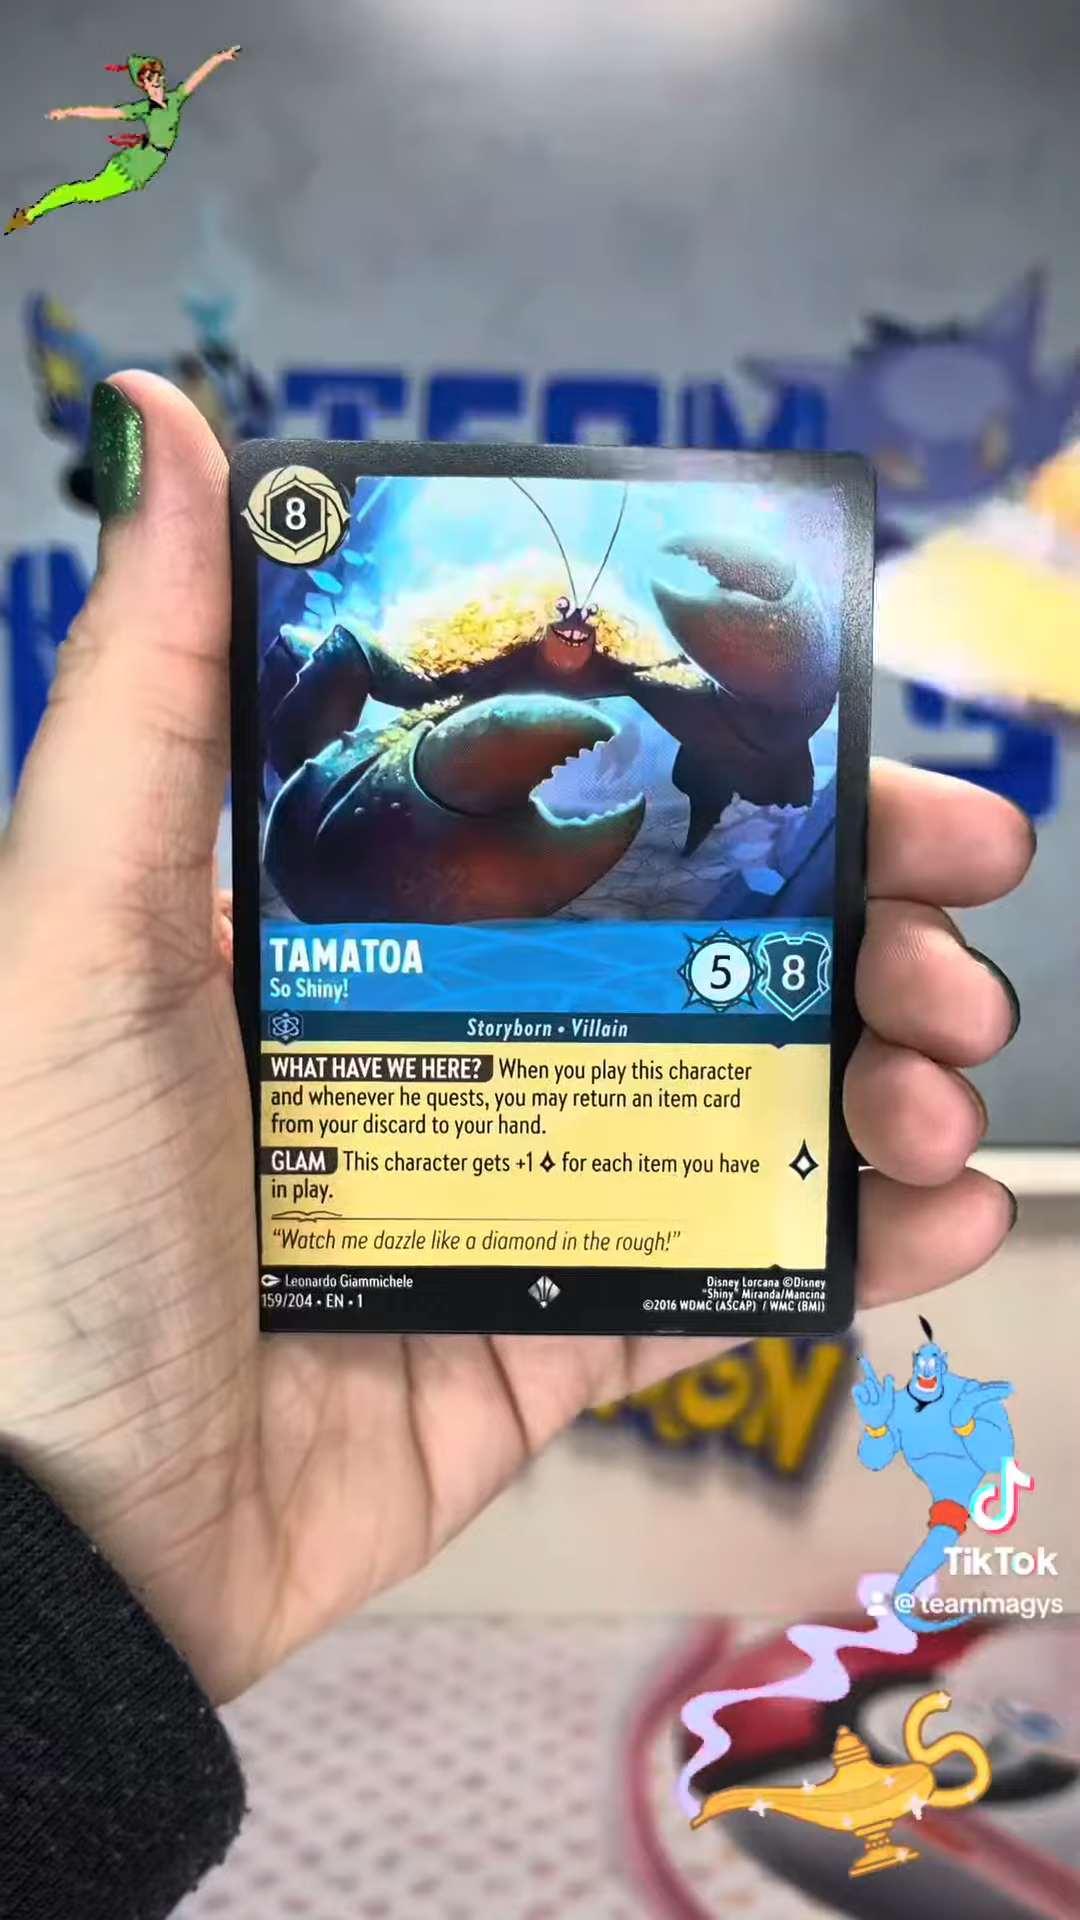 TEAM
8
TAMATOA
So Shiny!
5
8
Storyborn • Villain
WHAT HAVE WE HERE? When you play this character
and whenever he quests, you may return an item card
from your discard to your hand.
GLAM This character gets +1 for each item you have
in play.
"Watch me dazzle like a diamond in the rough!"
Leonardo Giammichele
159/204 • EN • 1
Disney Lorcana ©Disney
"Shiny" Miranda/Mancina
©2016 WDMC (ASCAP) / WMC (BMI)
TikTok
@teammagys